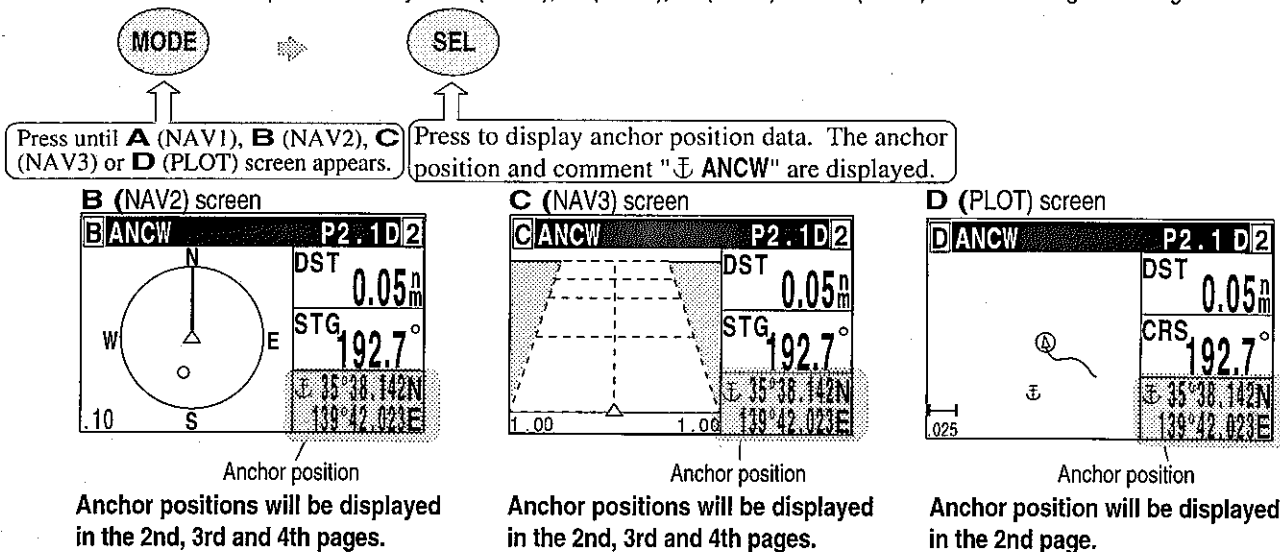 MODE
SEL
Press until A (NAV1), B (NAV2), C
(NAV3) or D (PLOT) screen appears.
Press to display anchor position data. The anchor
position and comment "⚓ ANCW" are displayed.
B (NAV2) screen
B ANCW P2.1D 2
N
W
E
S
.10
DST
0.05nm
STG
192.7°
⚓ 35°38.142N
139°42.023E
Anchor position
Anchor positions will be displayed
in the 2nd, 3rd and 4th pages.
C (NAV3) screen
C ANCW P2.1D 2
1.00
1.00
DST
0.05nm
STG
192.7°
⚓ 35°38.142N
139°42.023E
Anchor position
Anchor positions will be displayed
in the 2nd, 3rd and 4th pages.
D (PLOT) screen
D ANCW P2.1 D 2
.025
DST
0.05nm
CRS
192.7°
⚓ 35°38.142N
139°42.023E
Anchor position
Anchor position will be displayed
in the 2nd page.